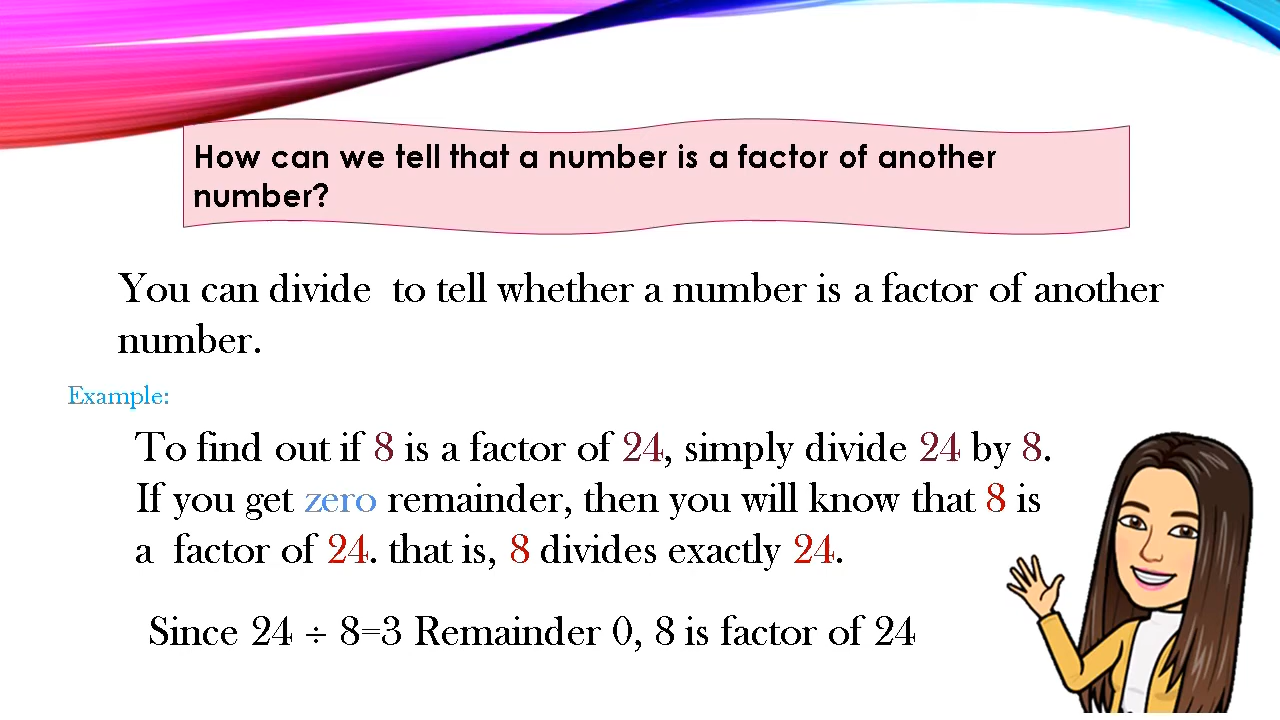 How can we tell that a number is a factor of another
number?
You can divide  to tell whether a number is a factor of another
number.
Example:
To find out if 8 is a factor of 24, simply divide 24 by 8.
If you get zero remainder, then you will know that 8 is
a  factor of 24. that is, 8 divides exactly 24.
Since 24 ÷ 8=3 Remainder 0, 8 is factor of 24